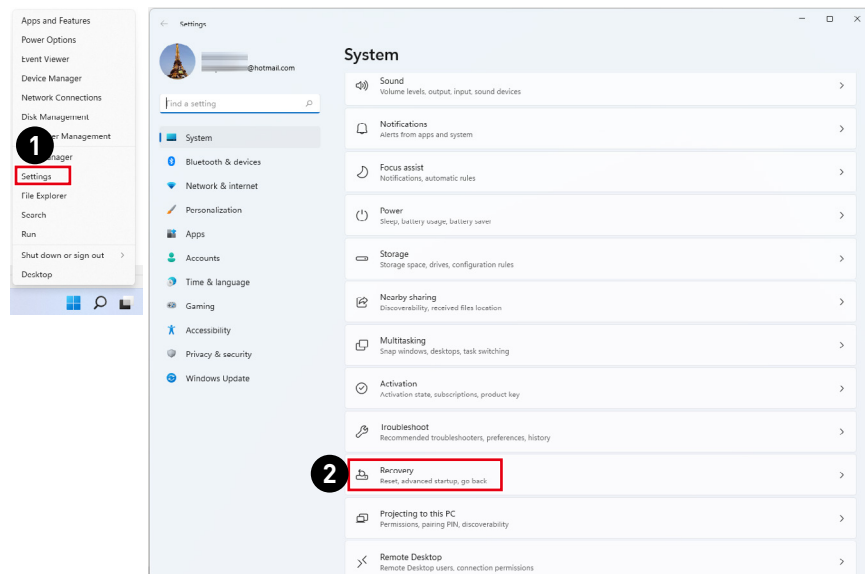 Apps and Features
Power Options
Event Viewer
Device Manager
Network Connections
Disk Management
Management
1
Settings
File Explorer
Search
Run
Shut down or sign out
Desktop
Settings
@hotmail.com
Find a setting
System
Bluetooth & devices
Network & internet
Personalization
Apps
Accounts
Time & language
Gaming
Accessibility
Privacy & security
Windows Update
System
Sound
Volume levels, output, input, sound devices
Notifications
Alerts from apps and system
Focus assist
Notifications, automatic rules
Power
Sleep, battery usage, battery saver
Storage
Storage space, drives, configuration rules
Nearby sharing
Discoverability, received files location
Multitasking
Snap windows, desktops, task switching
Activation
Activation state, subscriptions, product key
Troubleshoot
Recommended troubleshooters, preferences, history
2
Recovery
Reset, advanced startup, go back
Projecting to this PC
Permissions, pairing PIN, discoverability
Remote Desktop
Remote Desktop users, connection permissions